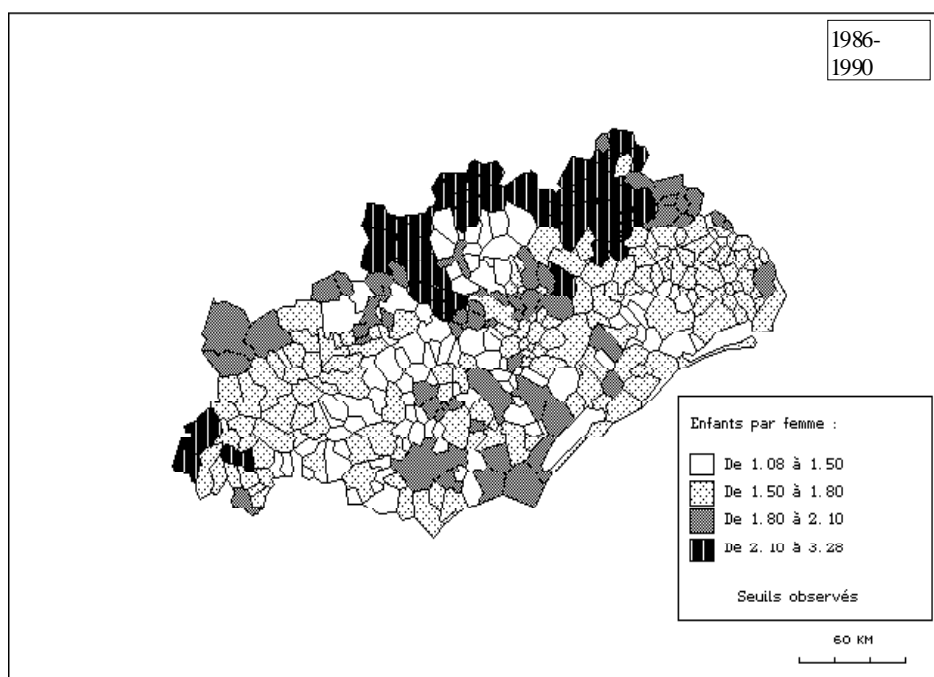 1986-
1990
Enfants par femme :
De 1.08 à 1.50
De 1.50 à 1.80
De 1.80 à 2.10
De 2.10 à 3.28
Seuils observés
60 KM